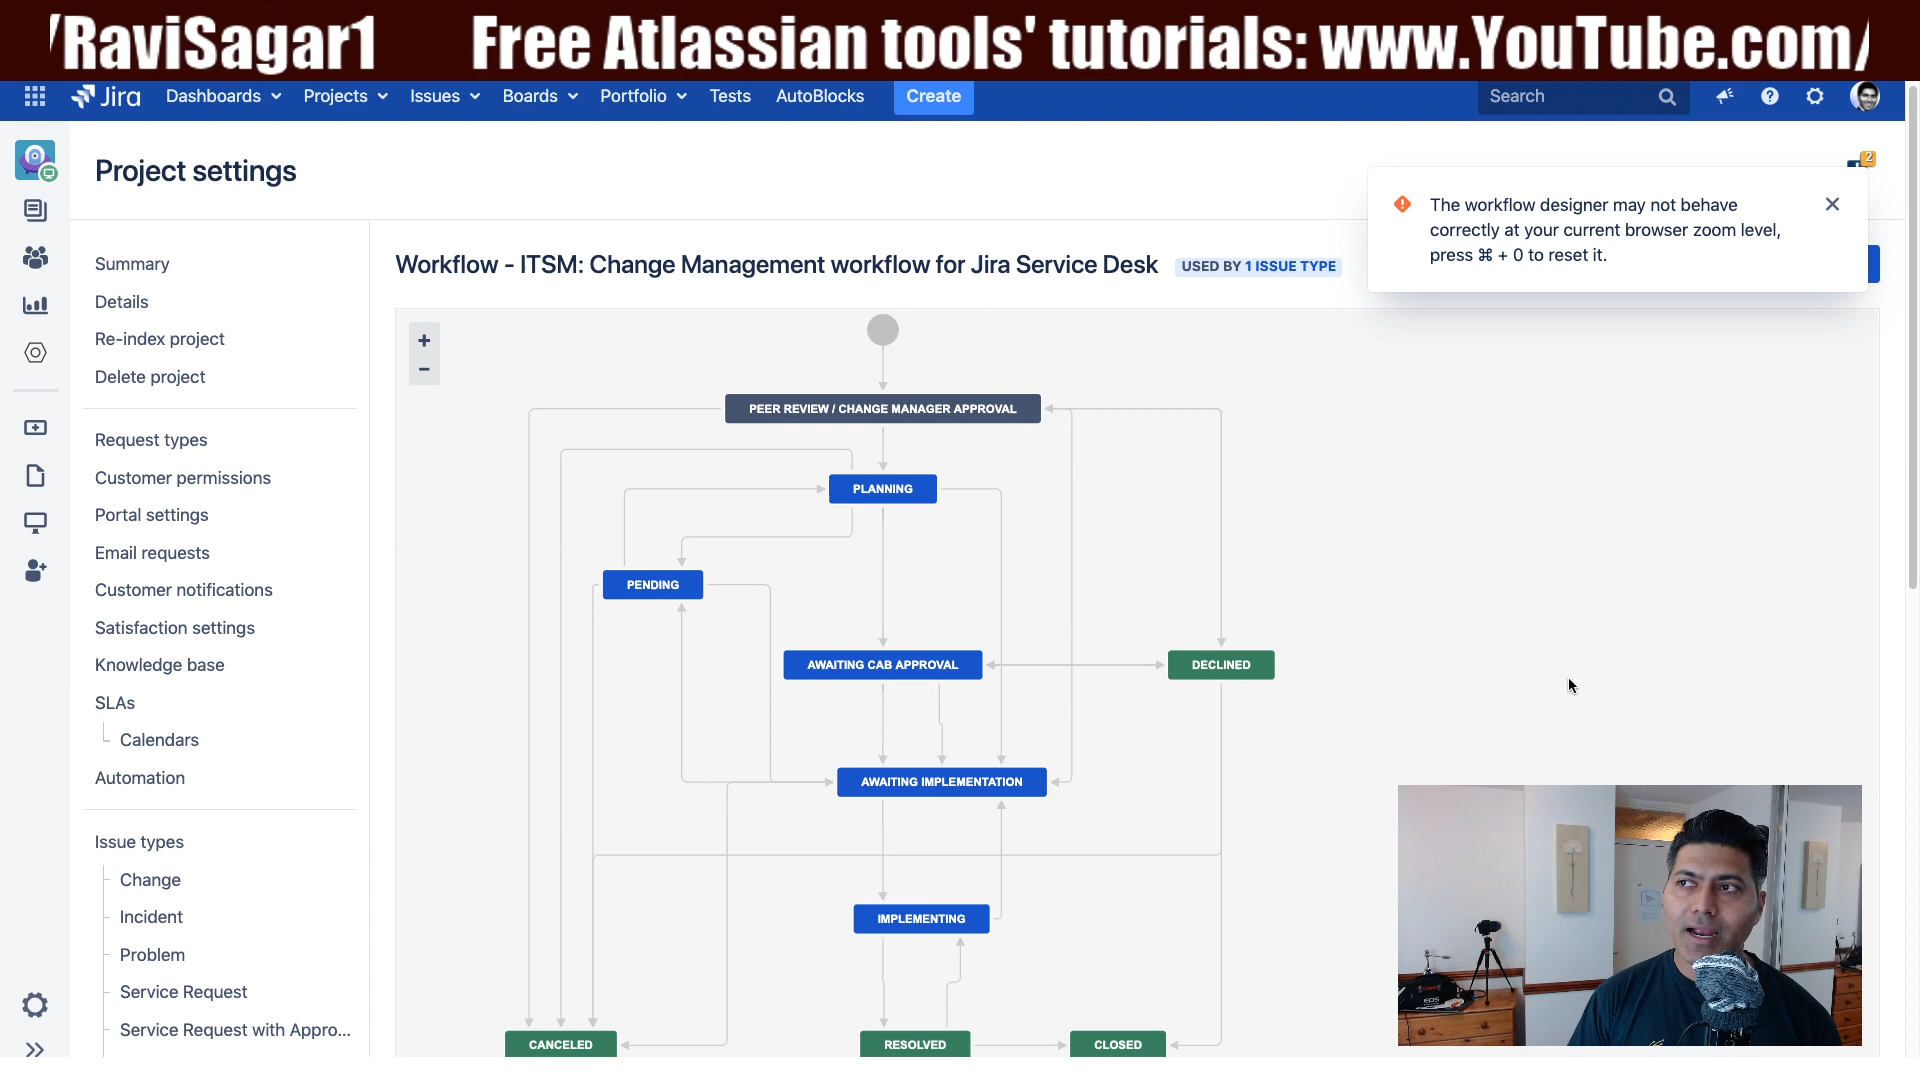 'RaviSagar1 Free Atlassian tools' tutorials: www.YouTube.com/
Jira Dashboards Projects Issues Boards Portfolio Tests AutoBlocks Create Search
Project settings
2
The workflow designer may not behave
correctly at your current browser zoom level,
press ⌘ + 0 to reset it.
Summary
Details
Re-index project
Delete project
Request types
Customer permissions
Portal settings
Email requests
Customer notifications
Satisfaction settings
Knowledge base
SLAs
Calendars
Automation
Issue types
Change
Incident
Problem
Service Request
Service Request with Appro...
Workflow - ITSM: Change Management workflow for Jira Service Desk USED BY 1 ISSUE TYPE
+
−
PEER REVIEW / CHANGE MANAGER APPROVAL
PLANNING
PENDING
AWAITING CAB APPROVAL DECLINED
AWAITING IMPLEMENTATION
IMPLEMENTING
CANCELED RESOLVED CLOSED
EOS